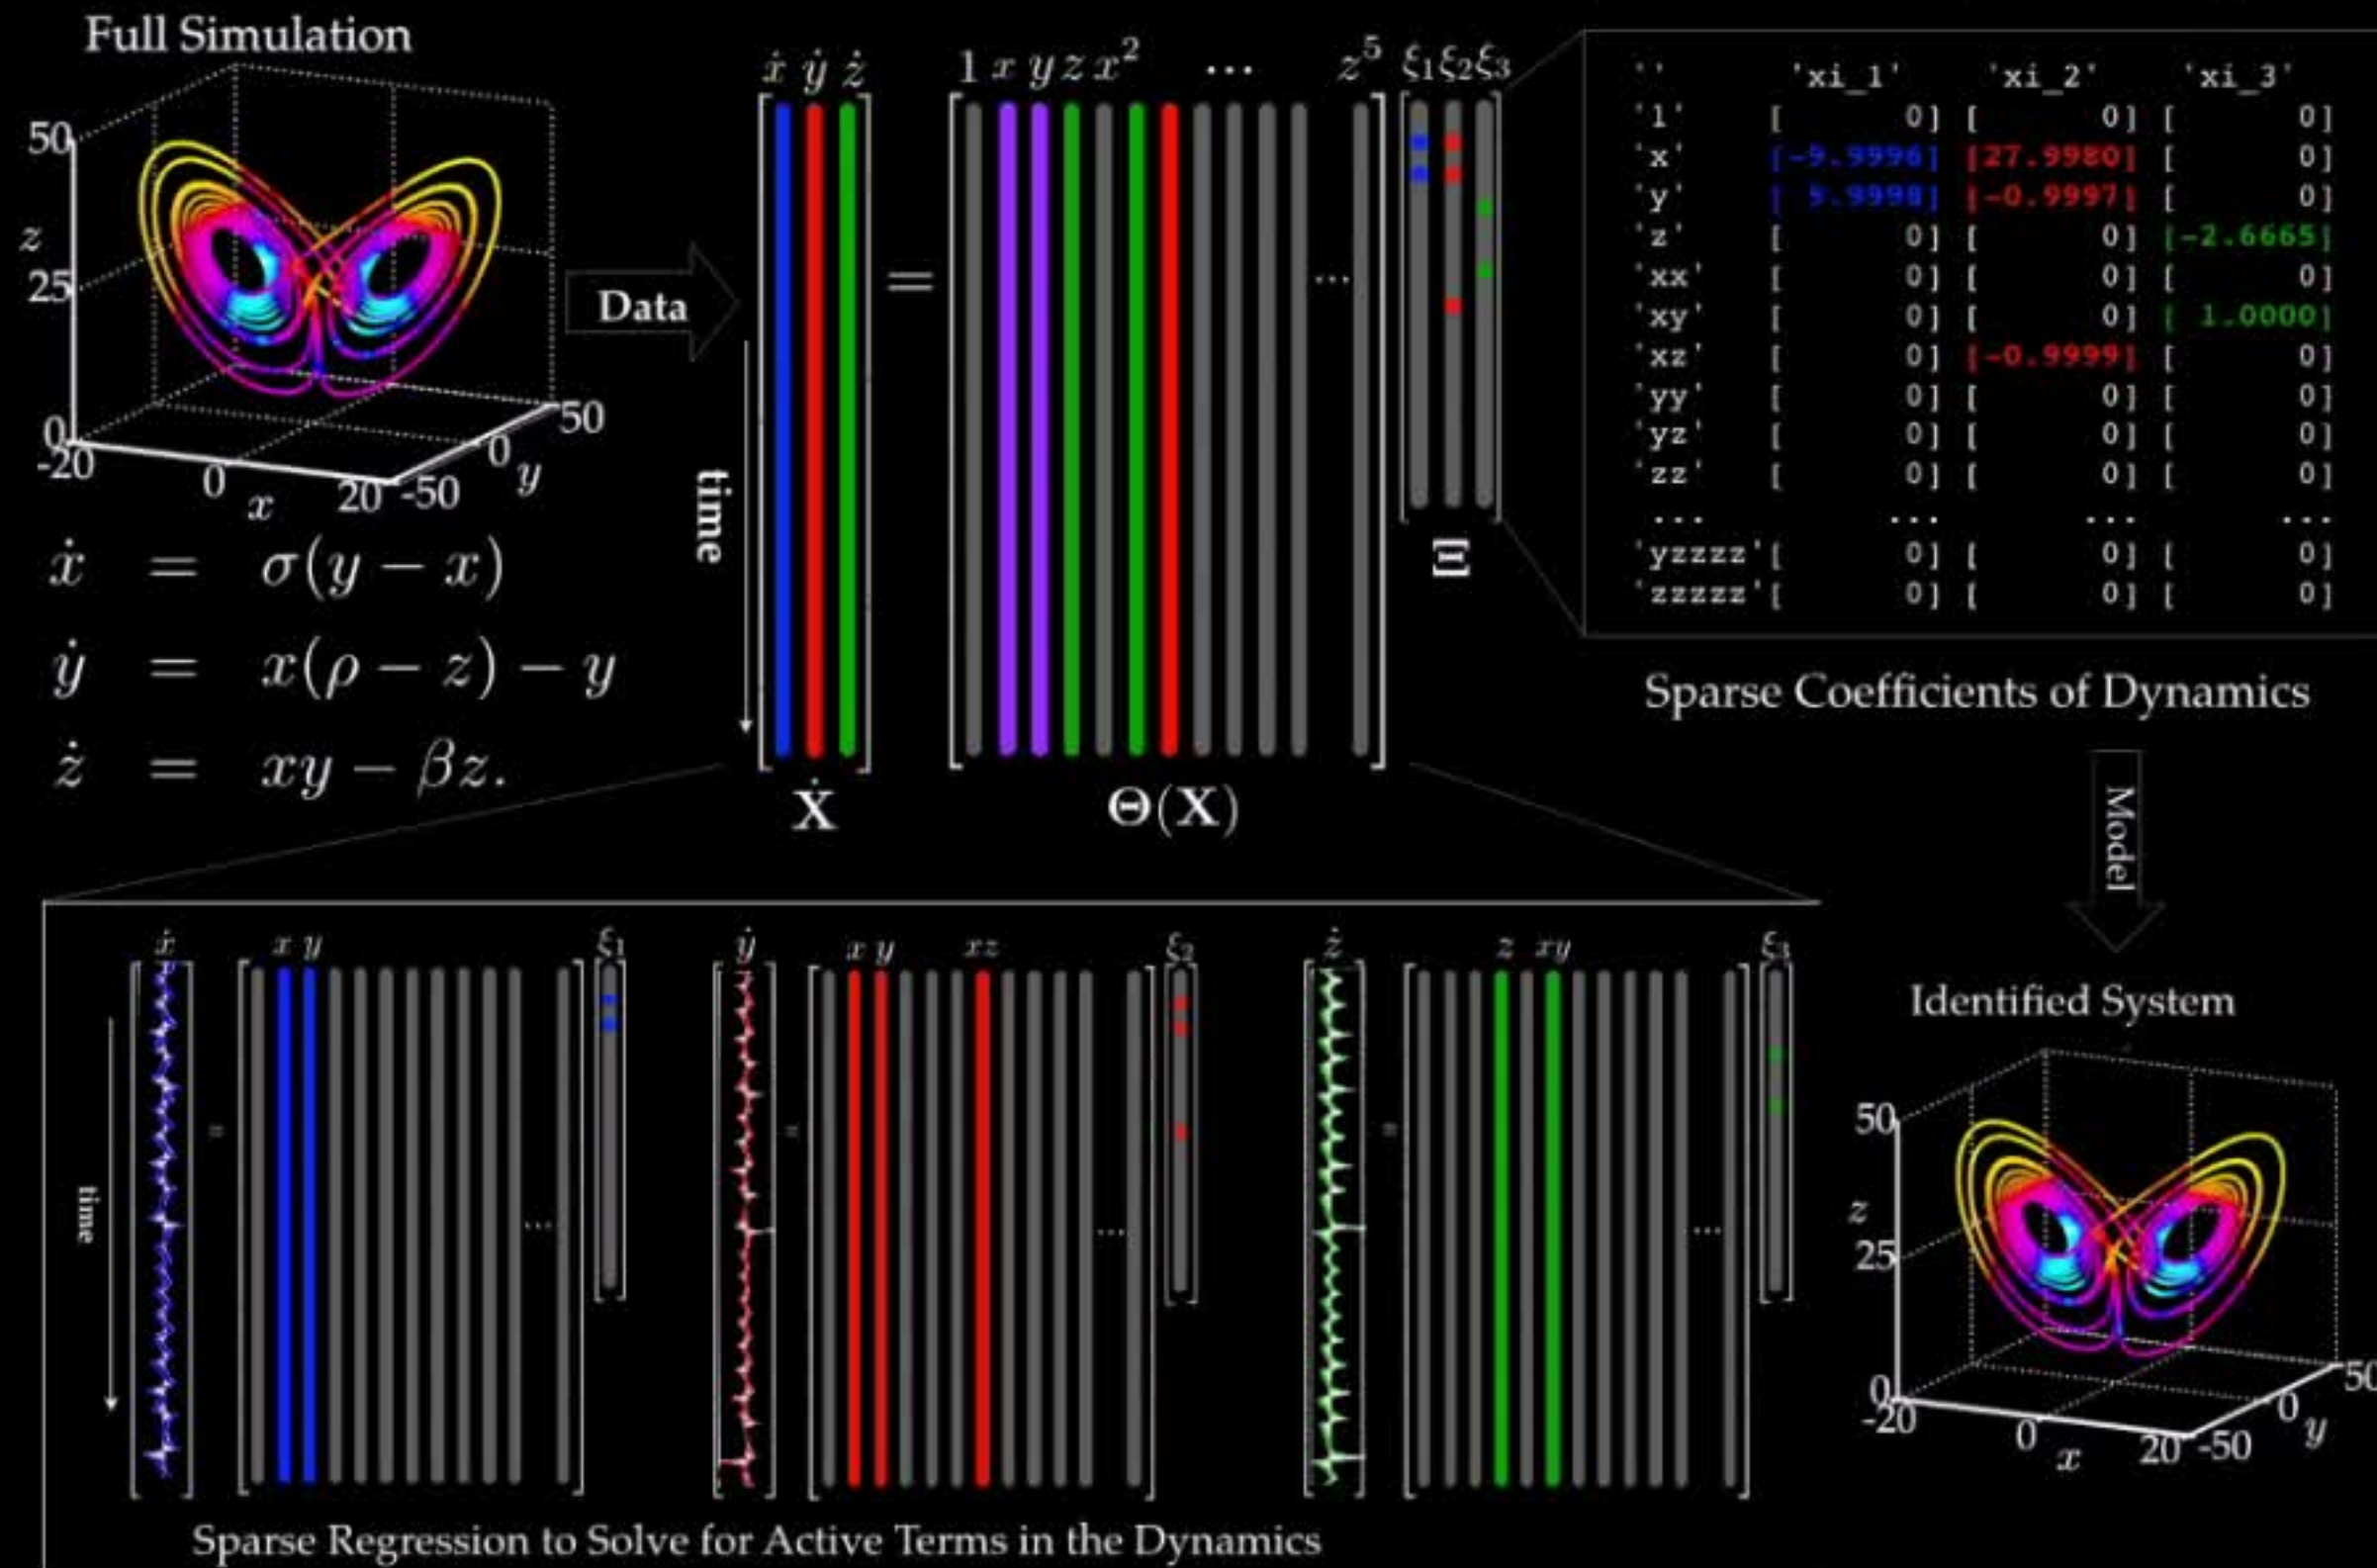 Full Simulation
50
25
0
z
-20
0
20
x
-50
0
50
y
ẋ = σ(y − x)
ẏ = x(ρ − z) − y
ż = xy − βz.
Data
time
ẋ ẏ ż
=
1 x y z x² ⋯ z⁵
...
ξ₁ ξ₂ ξ₃
Ẋ
Θ(X)
Ξ
'' 'xi_1' 'xi_2' 'xi_3'
'1' [ 0] [ 0] [ 0]
'x' [-9.9996] [27.9980] [ 0]
'y' [ 9.9998] [-0.9997] [ 0]
'z' [ 0] [ 0] [-2.6665]
'xx' [ 0] [ 0] [ 0]
'xy' [ 0] [ 0] [ 1.0000]
'xz' [ 0] [-0.9999] [ 0]
'yy' [ 0] [ 0] [ 0]
'yz' [ 0] [ 0] [ 0]
'zz' [ 0] [ 0] [ 0]
... ... ... ...
'yzzzz' [ 0] [ 0] [ 0]
'zzzzz' [ 0] [ 0] [ 0]
Sparse Coefficients of Dynamics
Model
time
ẋ = x y ... ξ₁
ẏ = x y xz ... ξ₂
ż = z xy ... ξ₃
Sparse Regression to Solve for Active Terms in the Dynamics
Identified System
50
25
0
z
-20
0
20
x
-50
0
50
y